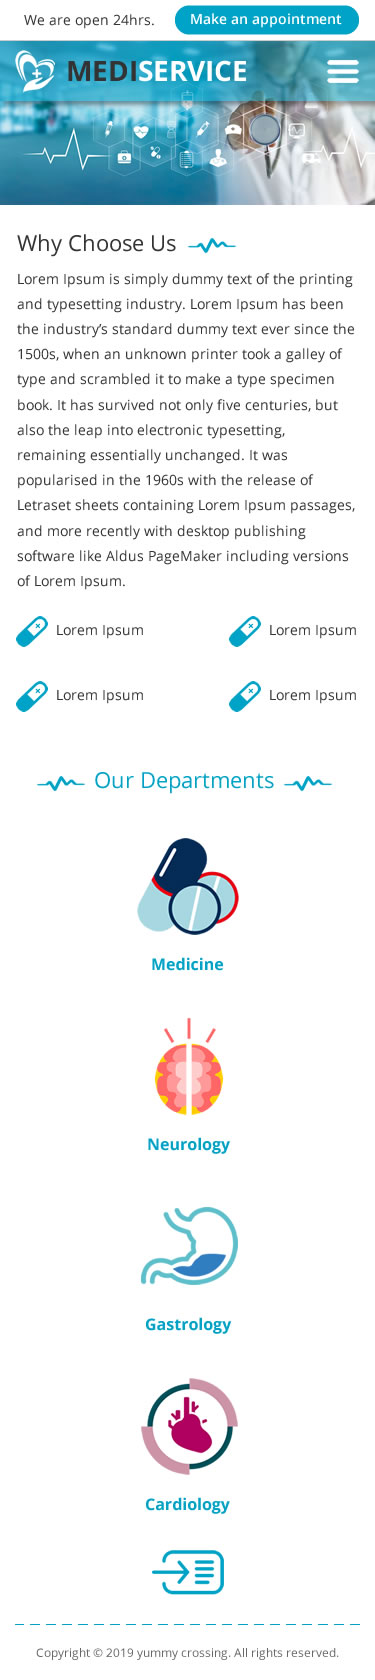 We are open 24hrs.
Make an appointment
MEDISERVICE
Why Choose Us
Lorem Ipsum is simply dummy text of the printing
and typesetting industry. Lorem Ipsum has been
the industry’s standard dummy text ever since the
1500s, when an unknown printer took a galley of
type and scrambled it to make a type specimen
book. It has survived not only five centuries, but
also the leap into electronic typesetting,
remaining essentially unchanged. It was
popularised in the 1960s with the release of
Letraset sheets containing Lorem Ipsum passages,
and more recently with desktop publishing
software like Aldus PageMaker including versions
of Lorem Ipsum.
Lorem Ipsum
Lorem Ipsum
Lorem Ipsum
Lorem Ipsum
Our Departments
Medicine
Neurology
Gastrology
Cardiology
Copyright © 2019 yummy crossing. All rights reserved.